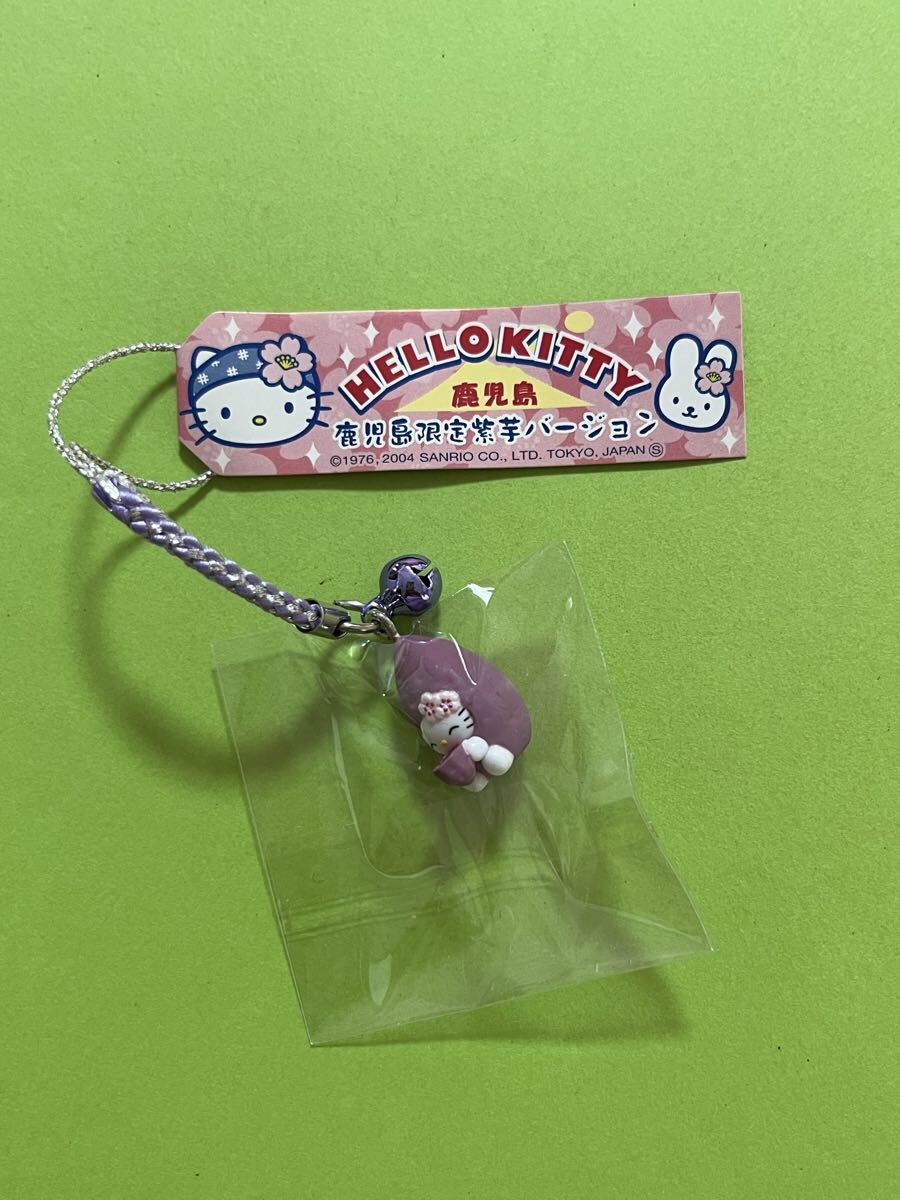 HELLO KITTY
鹿児島
鹿児島限定紫芋バージョン
©1976, 2004 SANRIO CO., LTD. TOKYO, JAPAN Ⓢ